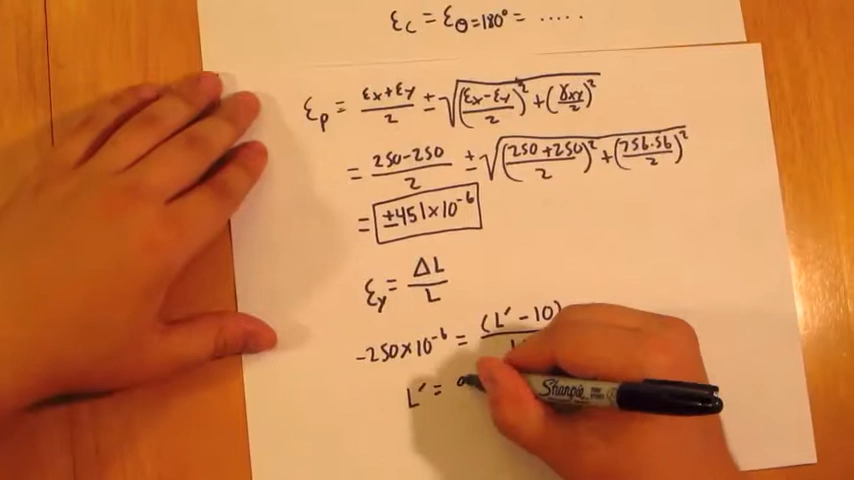 εc = εθ=180° = .....
εp = (εx+εy)/2 ± √((εx-εy)/2)² + (γxy/2)²
= (250-250)/2 ± √((250+250)/2)² + (756.56/2)²
= ±451×10⁻⁶
εy = ΔL/L
-250×10⁻⁶ = (L′-10)
L′ =
Sharpie